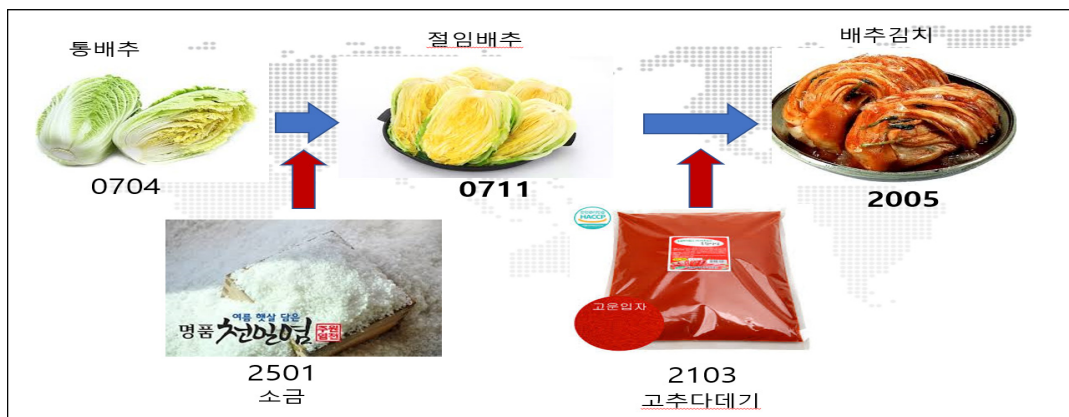 통배추
절임배추
배추김치
0704
0711
2005
HACCP
여름 햇살 담은
명품 천일염
고운입자
2501
소금
2103
고추다데기